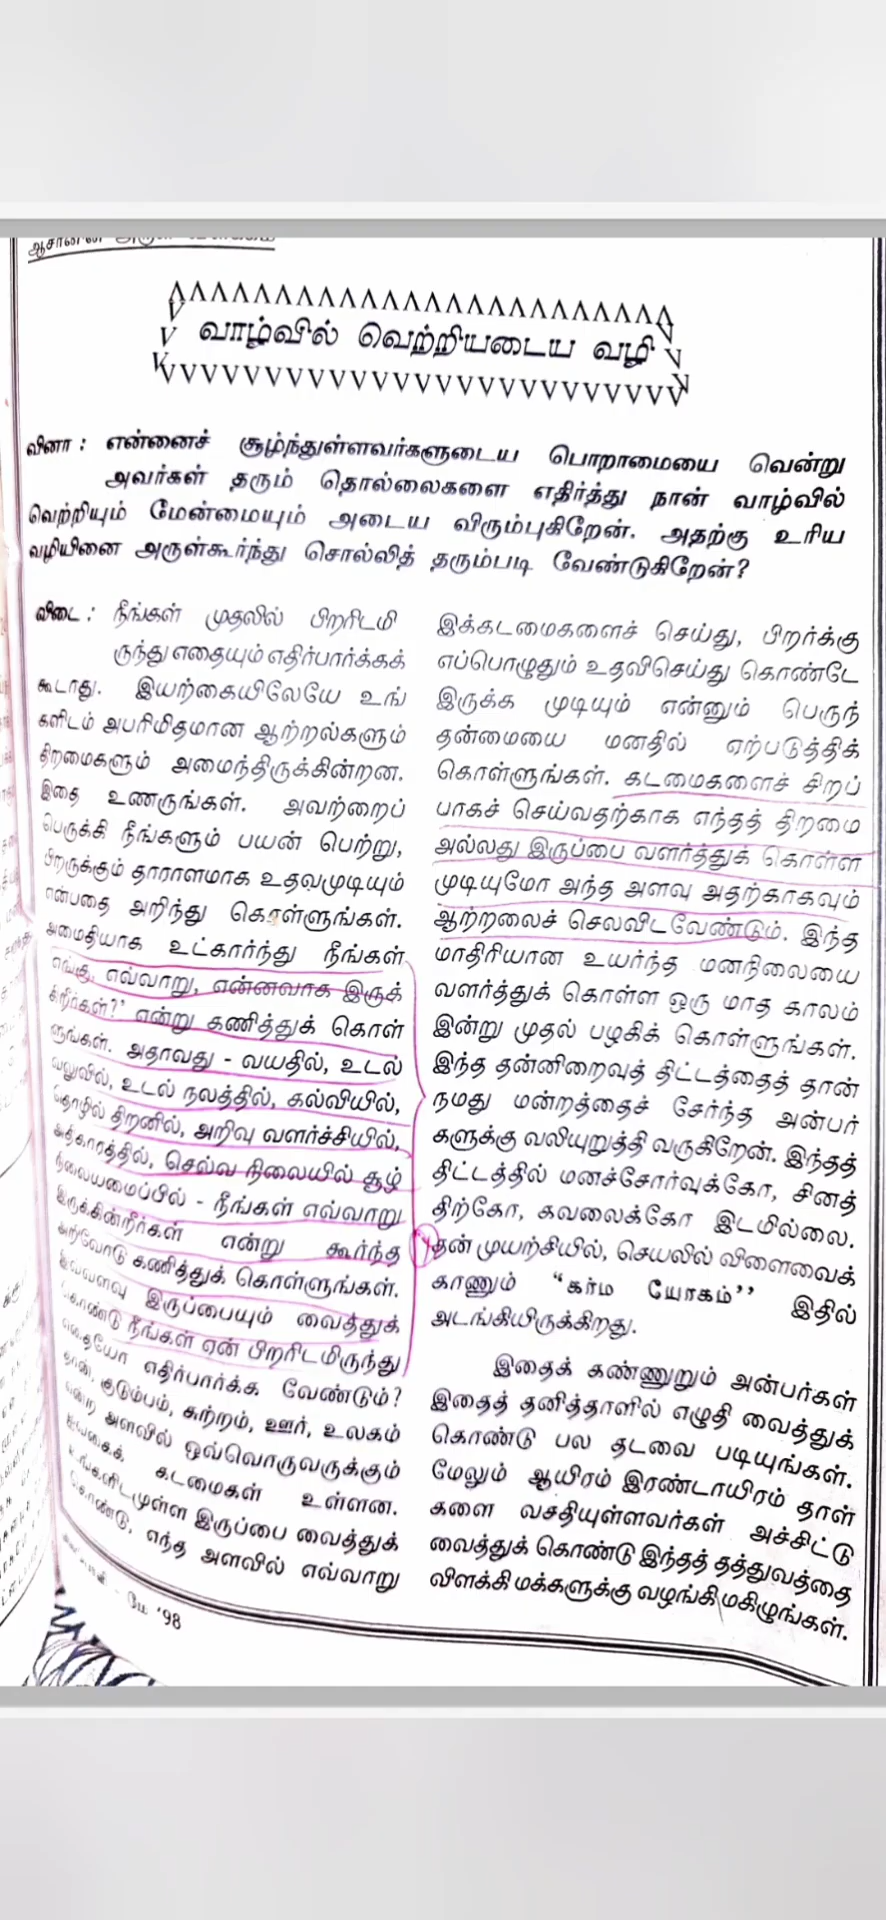 வாழ்வில் வெற்றியடைய வழி
வினா : என்னைச் சூழ்ந்துள்ளவர்களுடைய பொறாமையை வென்று
அவர்கள் தரும் தொல்லைகளை எதிர்த்து நான் வாழ்வில்
வெற்றியும் மேன்மையும் அடைய விரும்புகிறேன். அதற்கு உரிய
வழியினை அருள்கூர்ந்து சொல்லித் தரும்படி வேண்டுகிறேன்?
விடை : நீங்கள் முதலில் பிறரிடமி
ருந்து எதையும் எதிர்பார்க்கக்
கூடாது. இயற்கையிலேயே உங்
களிடம் அபரிமிதமான ஆற்றல்களும்
திறமைகளும் அமைந்திருக்கின்றன.
இதை உணருங்கள். அவற்றைப்
பெருக்கி நீங்களும் பயன் பெற்று,
பிறருக்கும் தாராளமாக உதவமுடியும்
என்பதை அறிந்து கொள்ளுங்கள்.
அமைதியாக உட்கார்ந்து நீங்கள்
எங்கு, எவ்வாறு, என்னவாக இருக்
கிறீர்கள்?' என்று கணித்துக் கொள்
ளுங்கள். அதாவது - வயதில், உடல்
வலுவில், உடல் நலத்தில், கல்வியில்,
தொழில் திறனில், அறிவு வளர்ச்சியில்,
அதிகாரத்தில், செல்வ நிலையில் சூழ்
நிலையமைப்பில் - நீங்கள் எவ்வாறு
இருக்கின்றீர்கள் என்று கூர்ந்த
அறிவோடு கணித்துக் கொள்ளுங்கள்.
இவ்வளவு இருப்பையும் வைத்துக்
கொண்டு நீங்கள் ஏன் பிறரிடமிருந்து
எதையோ எதிர்பார்க்க வேண்டும்?
தான், குடும்பம், சுற்றம், ஊர், உலகம்
என்ற அளவில் ஒவ்வொருவருக்கும்
கடமைகள் உள்ளன.
உங்களிடமுள்ள இருப்பை வைத்துக்
கொண்டு, எந்த அளவில் எவ்வாறு
இக்கடமைகளைச் செய்து, பிறர்க்கு
எப்பொழுதும் உதவிசெய்து கொண்டே
இருக்க முடியும் என்னும் பெருந்
தன்மையை மனதில் ஏற்படுத்திக்
கொள்ளுங்கள். கடமைகளைச் சிறப்
பாகச் செய்வதற்காக எந்தத் திறமை
அல்லது இருப்பை வளர்த்துக் கொள்ள
முடியுமோ அந்த அளவு அதற்காகவும்
ஆற்றலைச் செலவிடவேண்டும். இந்த
மாதிரியான உயர்ந்த மனநிலையை
வளர்த்துக் கொள்ள ஒரு மாத காலம்
இன்று முதல் பழகிக் கொள்ளுங்கள்.
இந்த தன்னிறைவுத் திட்டத்தைத் தான்
நமது மன்றத்தைச் சேர்ந்த அன்பர்
களுக்கு வலியுறுத்தி வருகிறேன். இந்தத்
திட்டத்தில் மனச்சோர்வுக்கோ, சினத்
திற்கோ, கவலைக்கோ இடமில்லை.
தன் முயற்சியில், செயலில் விளைவைக்
காணும் “கர்ம யோகம்’’ இதில்
அடங்கியிருக்கிறது.
இதைக் கண்ணுறும் அன்பர்கள்
இதைத் தனித்தாளில் எழுதி வைத்துக்
கொண்டு பல தடவை படியுங்கள்.
மேலும் ஆயிரம் இரண்டாயிரம் தாள்
களை வசதியுள்ளவர்கள் அச்சிட்டு
வைத்துக் கொண்டு இந்தத் தத்துவத்தை
விளக்கி மக்களுக்கு வழங்கி மகிழுங்கள்.
- மே '98